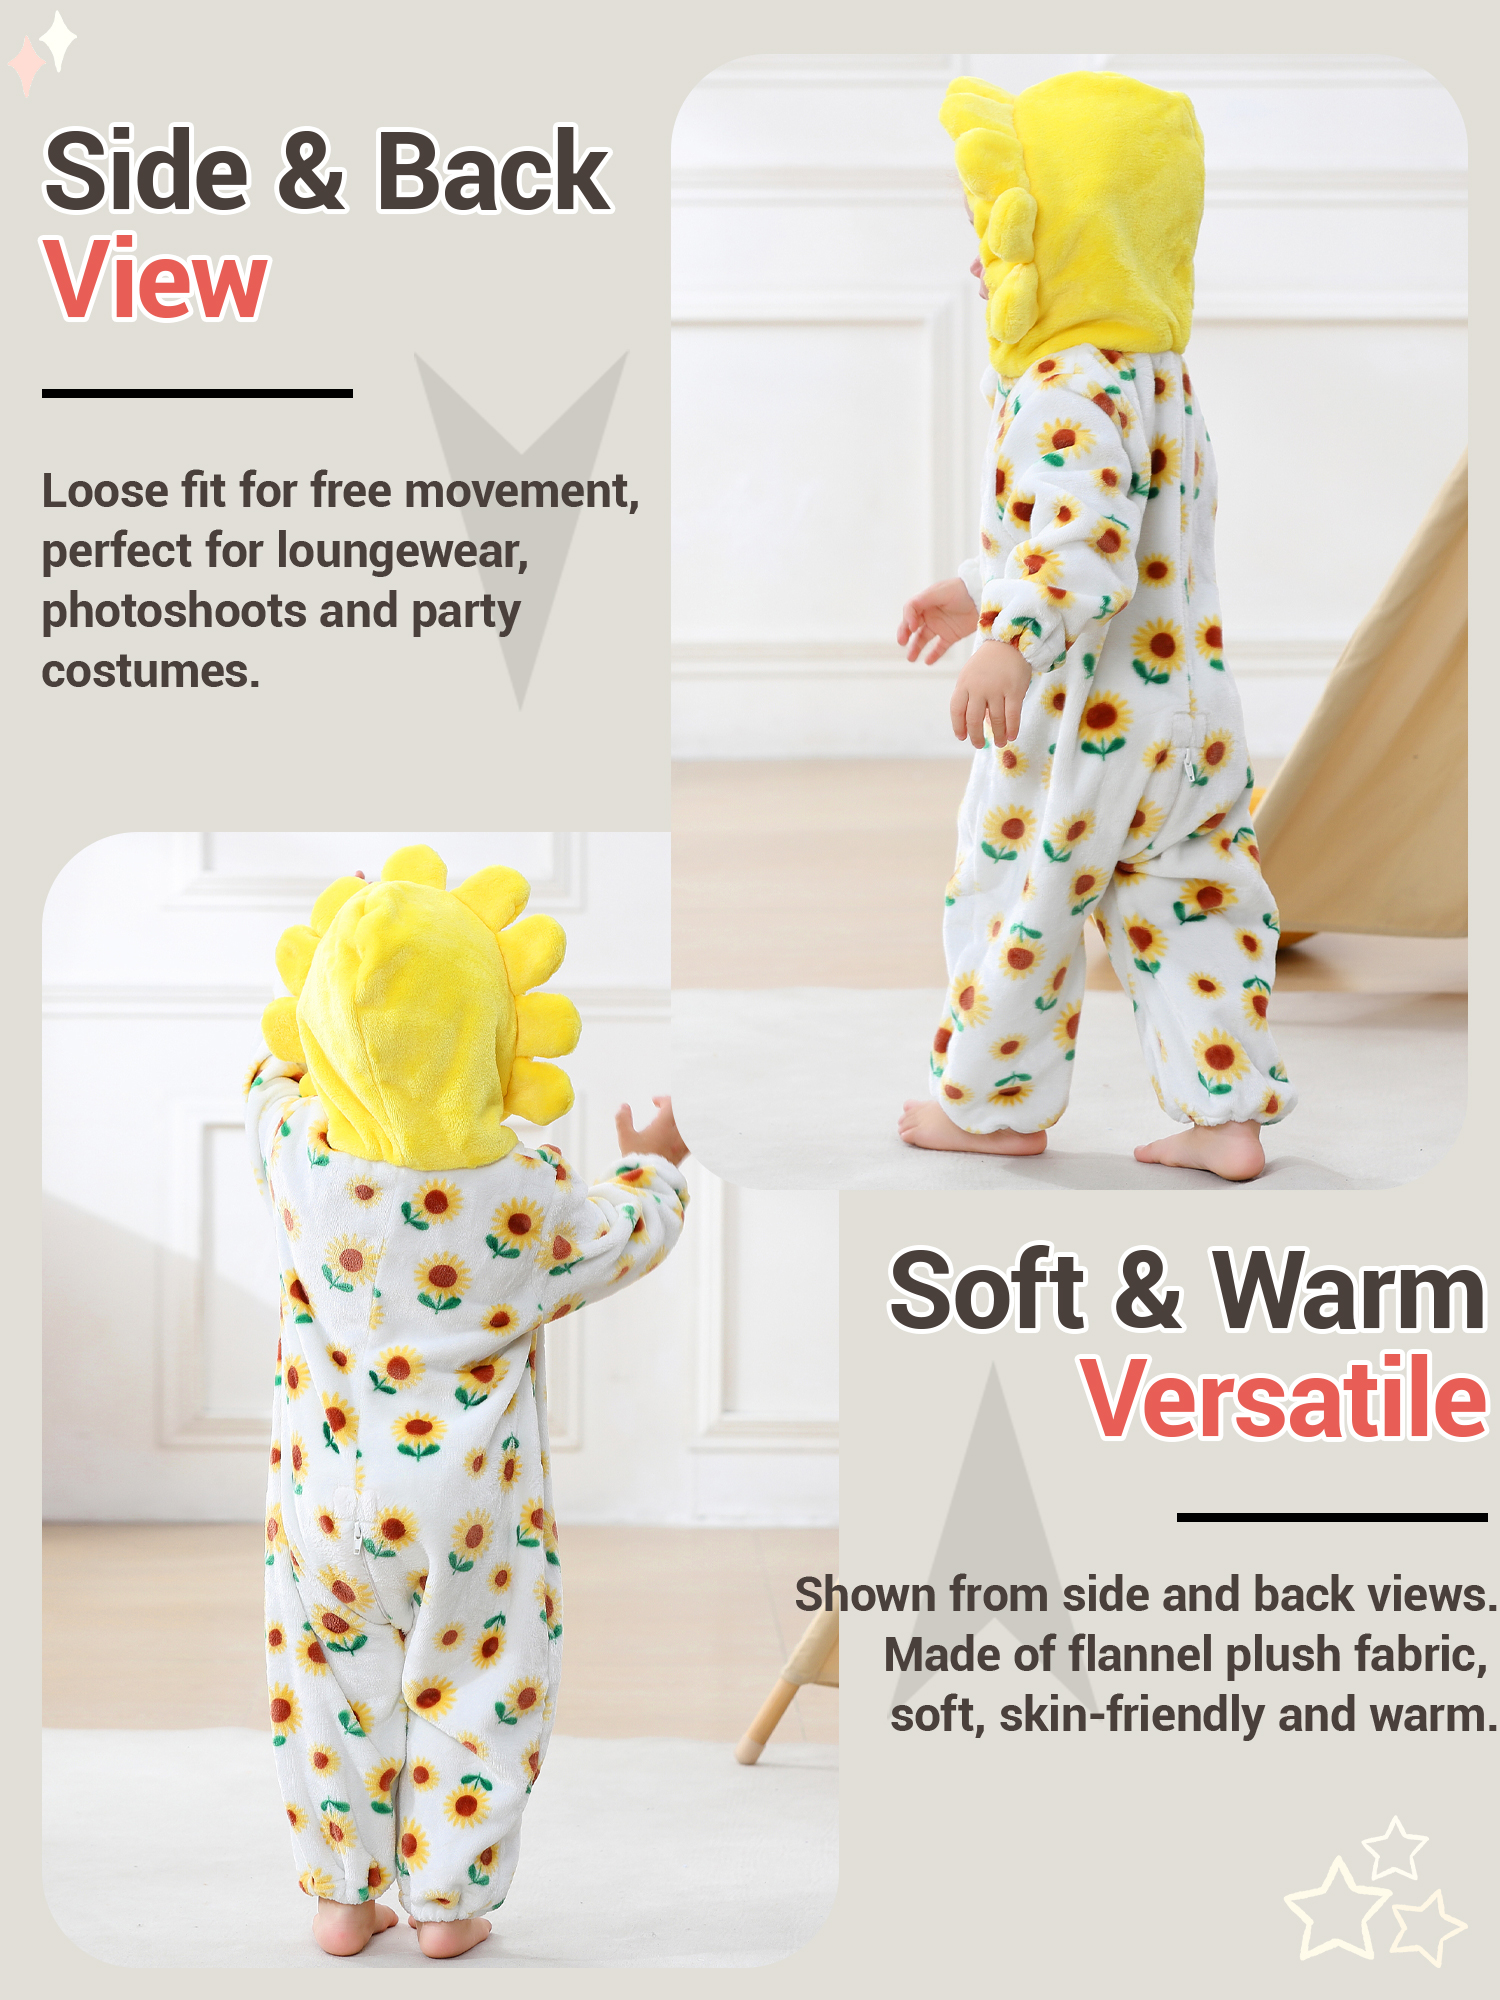 Side & Back
View
Loose fit for free movement,
perfect for loungewear,
photoshoots and party
costumes.
Soft & Warm
Versatile
Shown from side and back views.
Made of flannel plush fabric,
soft, skin-friendly and warm.